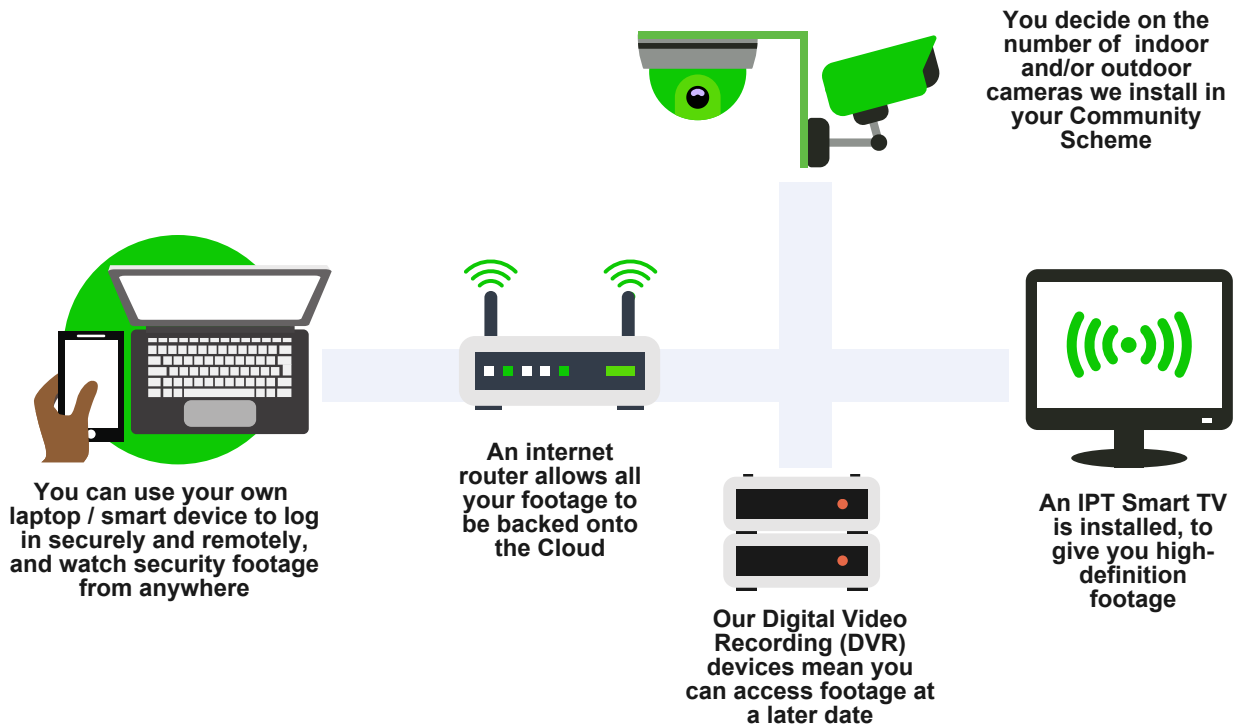 You decide on the
number of indoor
and/or outdoor
cameras we install in
your Community
Scheme
You can use your own
laptop / smart device to log
in securely and remotely,
and watch security footage
from anywhere
An internet
router allows all
your footage to
be backed onto
the Cloud
Our Digital Video
Recording (DVR)
devices mean you
can access footage at
a later date
An IPT Smart TV
is installed, to
give you high-
definition
footage